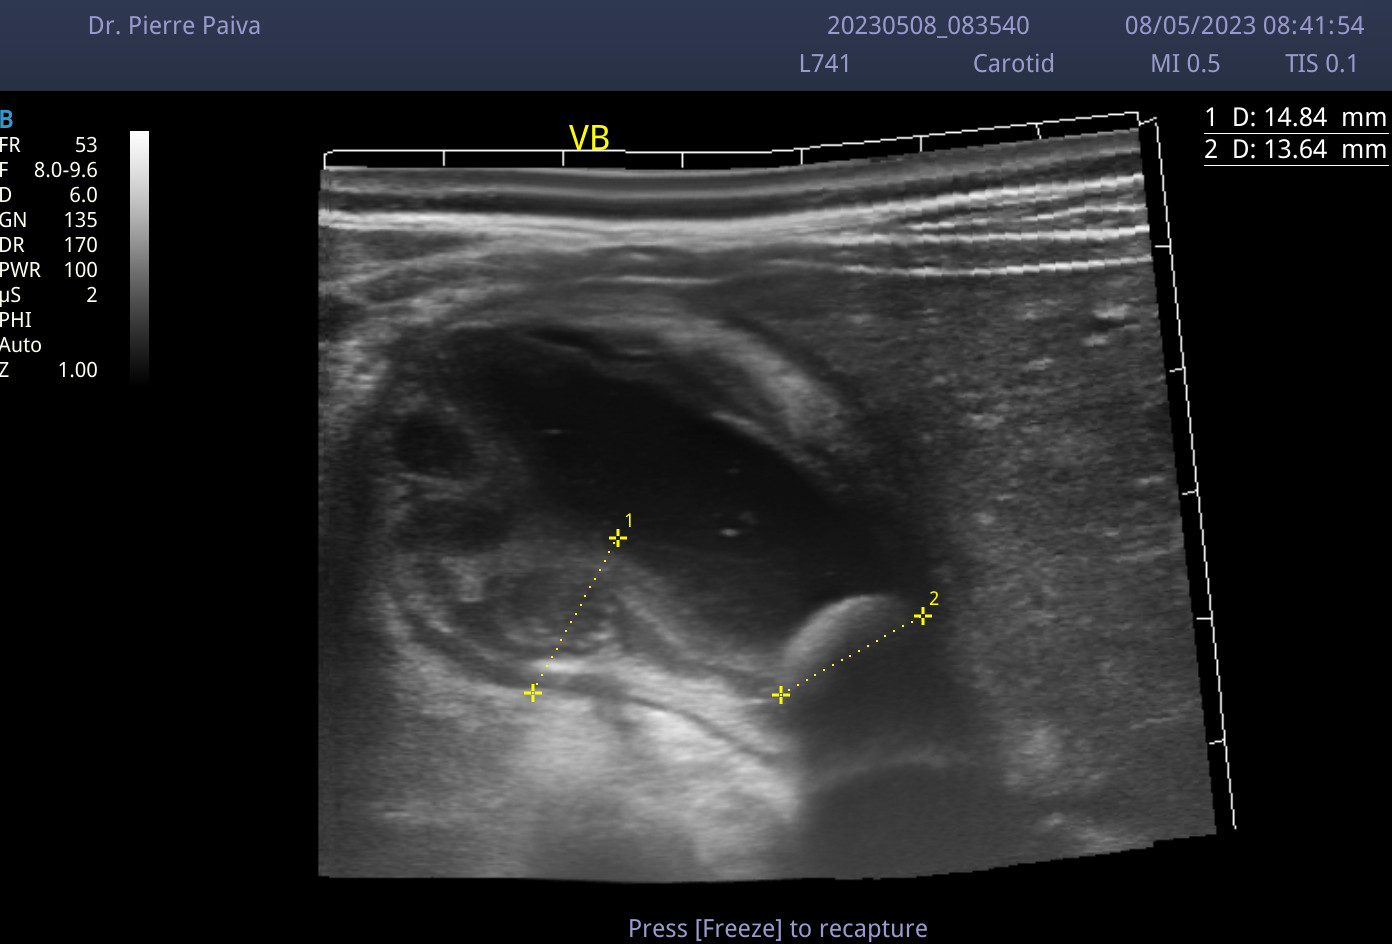 Dr. Pierre Paiva
20230508_083540
08/05/2023 08:41:54
L741
Carotid
MI 0.5
TIS 0.1
B
FR 53
F 8.0-9.6
D 6.0
GN 135
DR 170
PWR 100
µS 2
PHI
Auto
Z 1.00
VB
1 D: 14.84 mm
2 D: 13.64 mm
1
2
Press [Freeze] to recapture